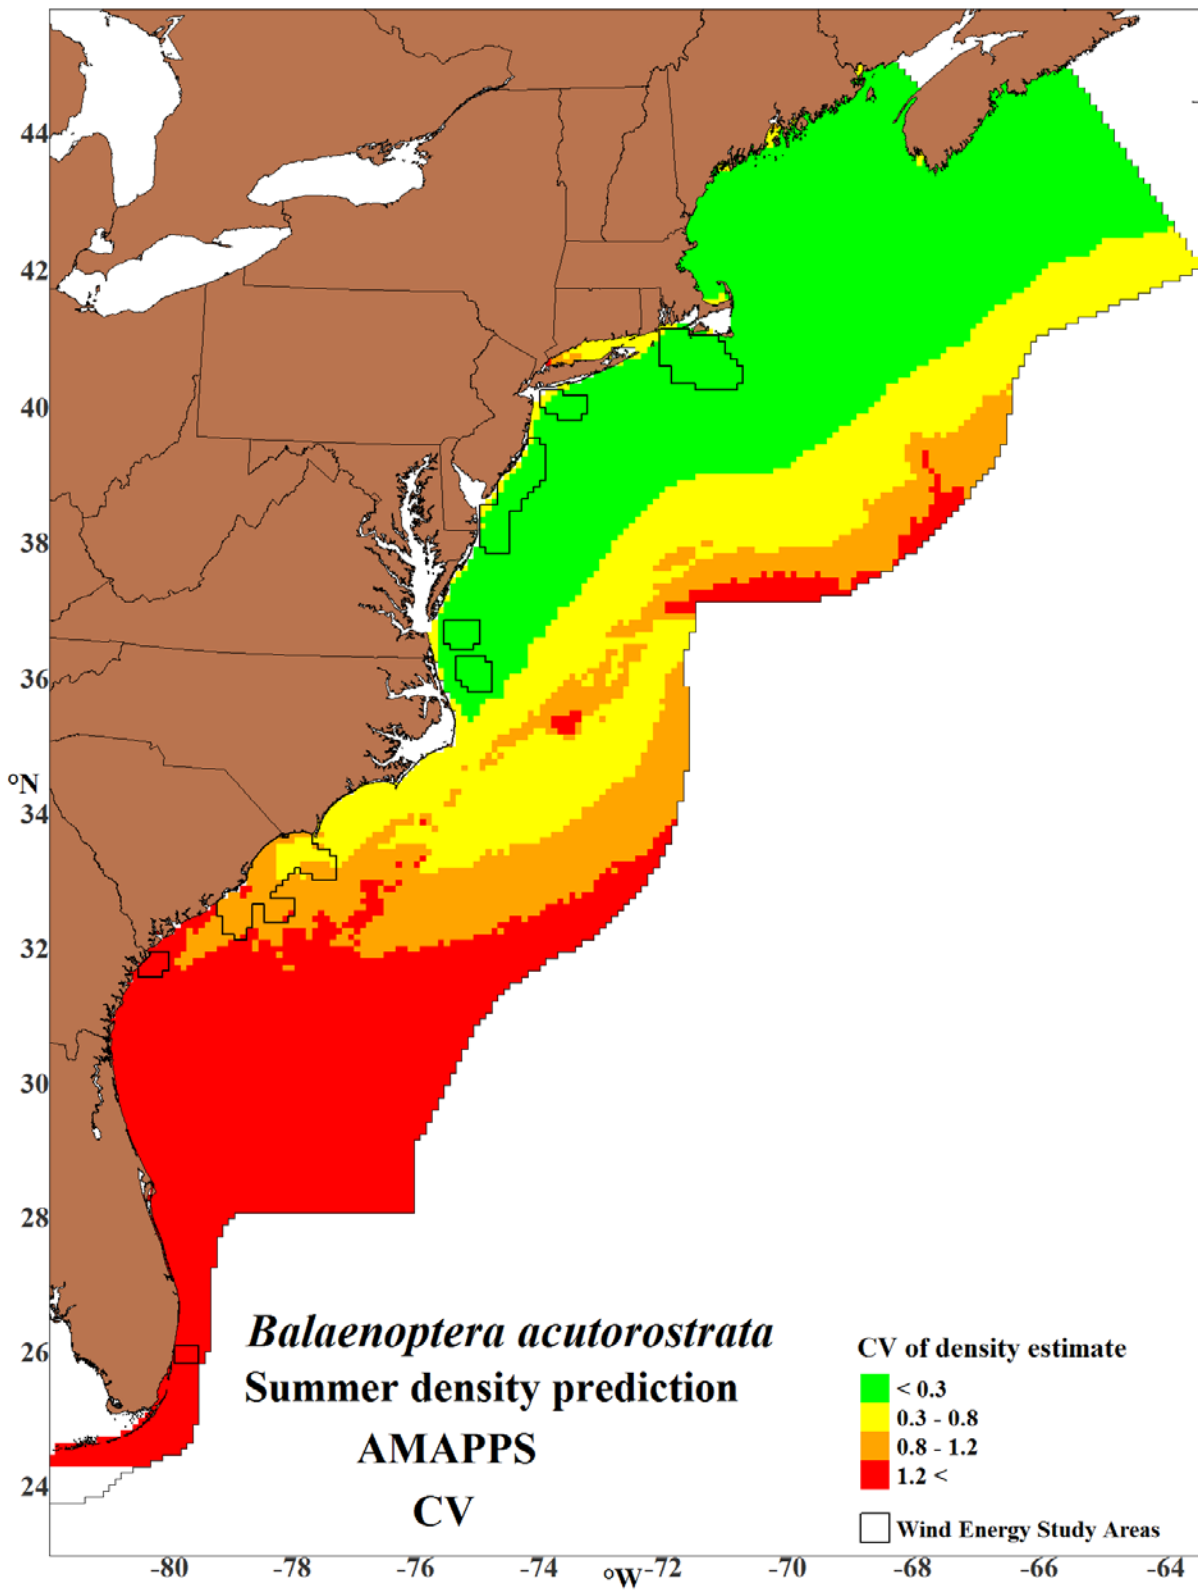 44
42
40
38
36
°N
34
32
30
28
26
24
Balaenoptera acutorostrata
Summer density prediction
AMAPPS
CV
CV of density estimate
< 0.3
0.3 - 0.8
0.8 - 1.2
1.2 <
Wind Energy Study Areas
-80 -78 -76 -74 °W -72 -70 -68 -66 -64